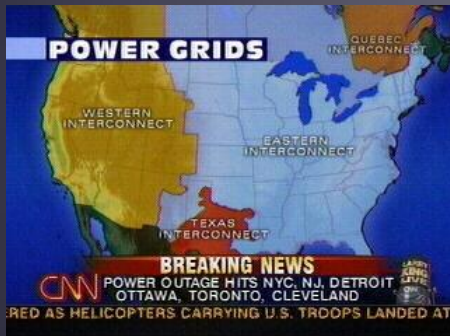 POWER GRIDS
QUEBEC
INTERCONNECT
WESTERN
INTERCONNECT
EASTERN
INTERCONNECT
TEXAS
INTERCONNECT
BREAKING NEWS
CNN
POWER OUTAGE HITS NYC, NJ, DETROIT
OTTAWA, TORONTO, CLEVELAND
LARRY
KING
LIVE
ERED AS HELICOPTERS CARRYING U.S. TROOPS LANDED AT